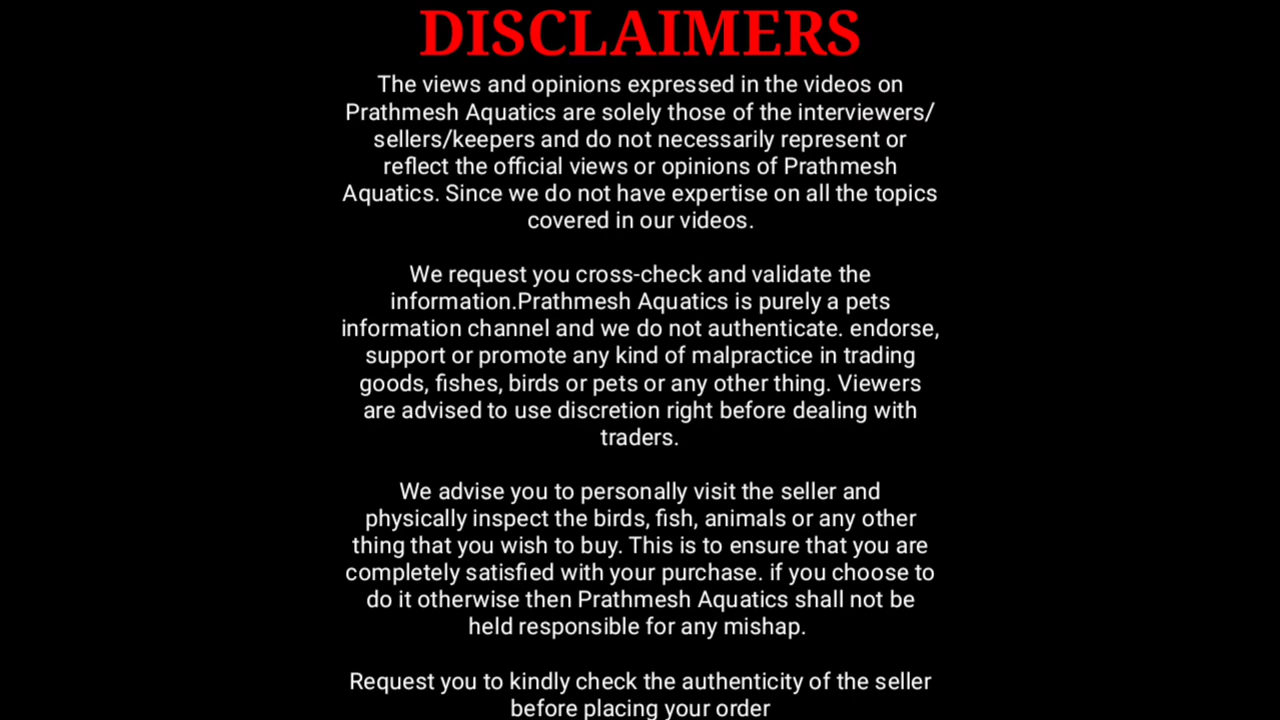 DISCLAIMERS
The views and opinions expressed in the videos on
Prathmesh Aquatics are solely those of the interviewers/
sellers/keepers and do not necessarily represent or
reflect the official views or opinions of Prathmesh
Aquatics. Since we do not have expertise on all the topics
covered in our videos.
We request you cross-check and validate the
information.Prathmesh Aquatics is purely a pets
information channel and we do not authenticate. endorse,
support or promote any kind of malpractice in trading
goods, fishes, birds or pets or any other thing. Viewers
are advised to use discretion right before dealing with
traders.
We advise you to personally visit the seller and
physically inspect the birds, fish, animals or any other
thing that you wish to buy. This is to ensure that you are
completely satisfied with your purchase. if you choose to
do it otherwise then Prathmesh Aquatics shall not be
held responsible for any mishap.
Request you to kindly check the authenticity of the seller
before placing your order